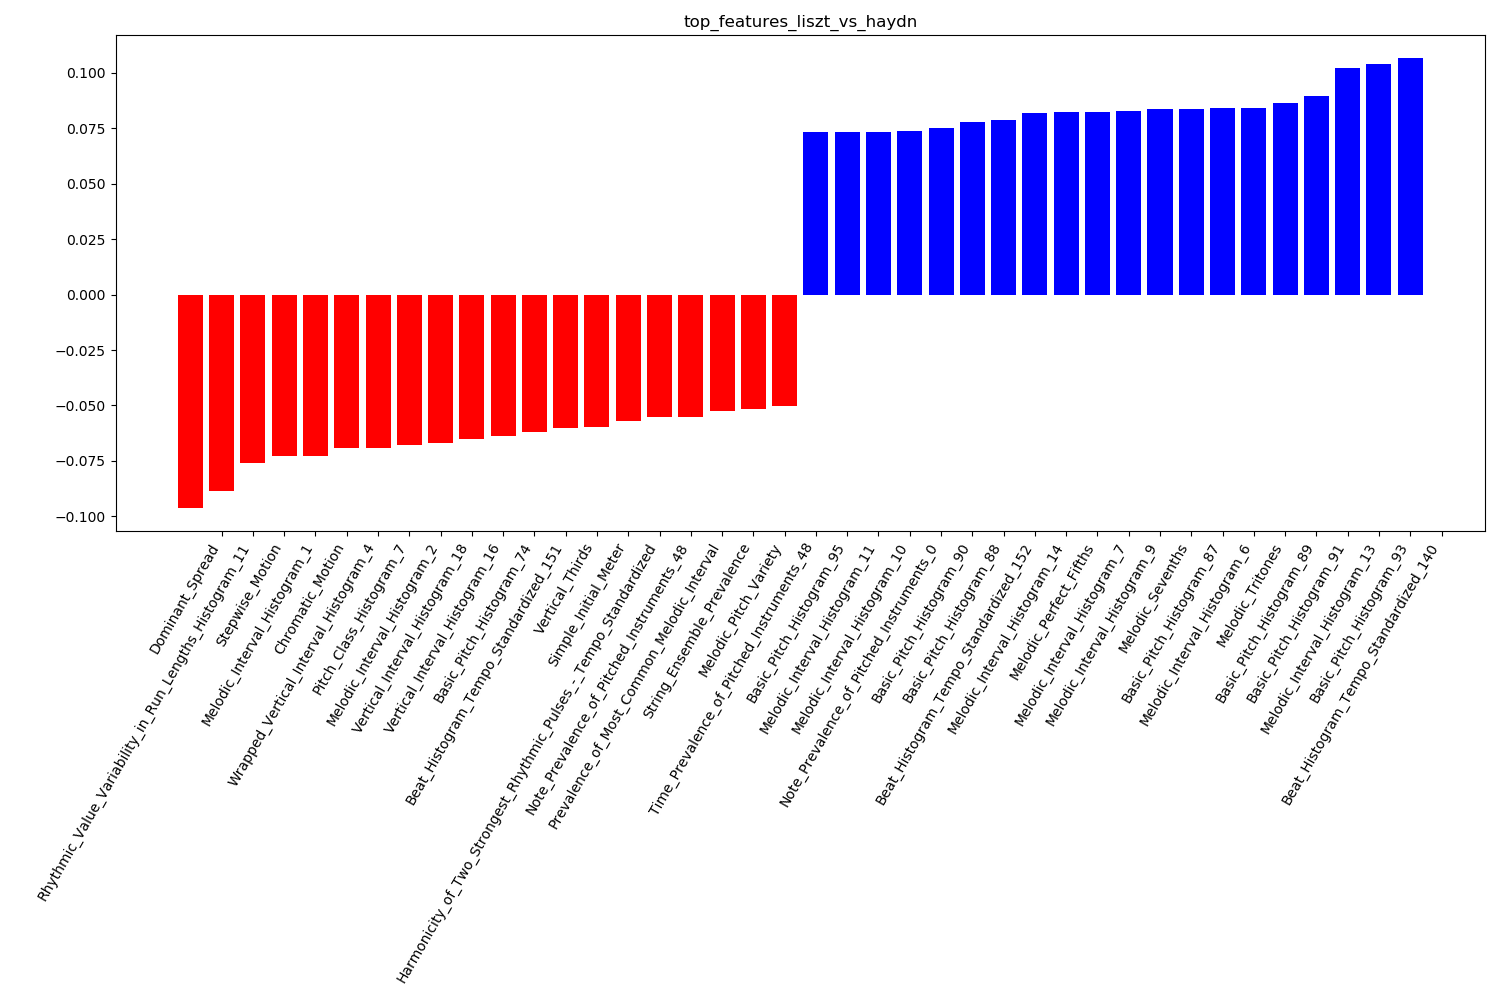 top_features_liszt_vs_haydn
0.100
0.075
0.050
0.025
0.000
−0.025
−0.050
−0.075
−0.100
Dominant_Spread
Rhythmic_Value_Variability_in_Run_Lengths_Histogram_11
Stepwise_Motion
Melodic_Interval_Histogram_1
Chromatic_Motion
Wrapped_Vertical_Interval_Histogram_4
Pitch_Class_Histogram_7
Melodic_Interval_Histogram_2
Vertical_Interval_Histogram_18
Vertical_Interval_Histogram_16
Basic_Pitch_Histogram_74
Beat_Histogram_Tempo_Standardized_151
Vertical_Thirds
Simple_Initial_Meter
Harmonicity_of_Two_Strongest_Rhythmic_Pulses_-_Tempo_Standardized
Note_Prevalence_of_Pitched_Instruments_48
Prevalence_of_Most_Common_Melodic_Interval
String_Ensemble_Prevalence
Melodic_Pitch_Variety
Time_Prevalence_of_Pitched_Instruments_48
Basic_Pitch_Histogram_95
Melodic_Interval_Histogram_11
Melodic_Interval_Histogram_10
Note_Prevalence_of_Pitched_Instruments_0
Basic_Pitch_Histogram_90
Basic_Pitch_Histogram_88
Beat_Histogram_Tempo_Standardized_152
Melodic_Interval_Histogram_14
Melodic_Perfect_Fifths
Melodic_Interval_Histogram_7
Melodic_Interval_Histogram_9
Melodic_Sevenths
Basic_Pitch_Histogram_87
Melodic_Interval_Histogram_6
Melodic_Tritones
Basic_Pitch_Histogram_89
Basic_Pitch_Histogram_91
Melodic_Interval_Histogram_13
Basic_Pitch_Histogram_93
Beat_Histogram_Tempo_Standardized_140